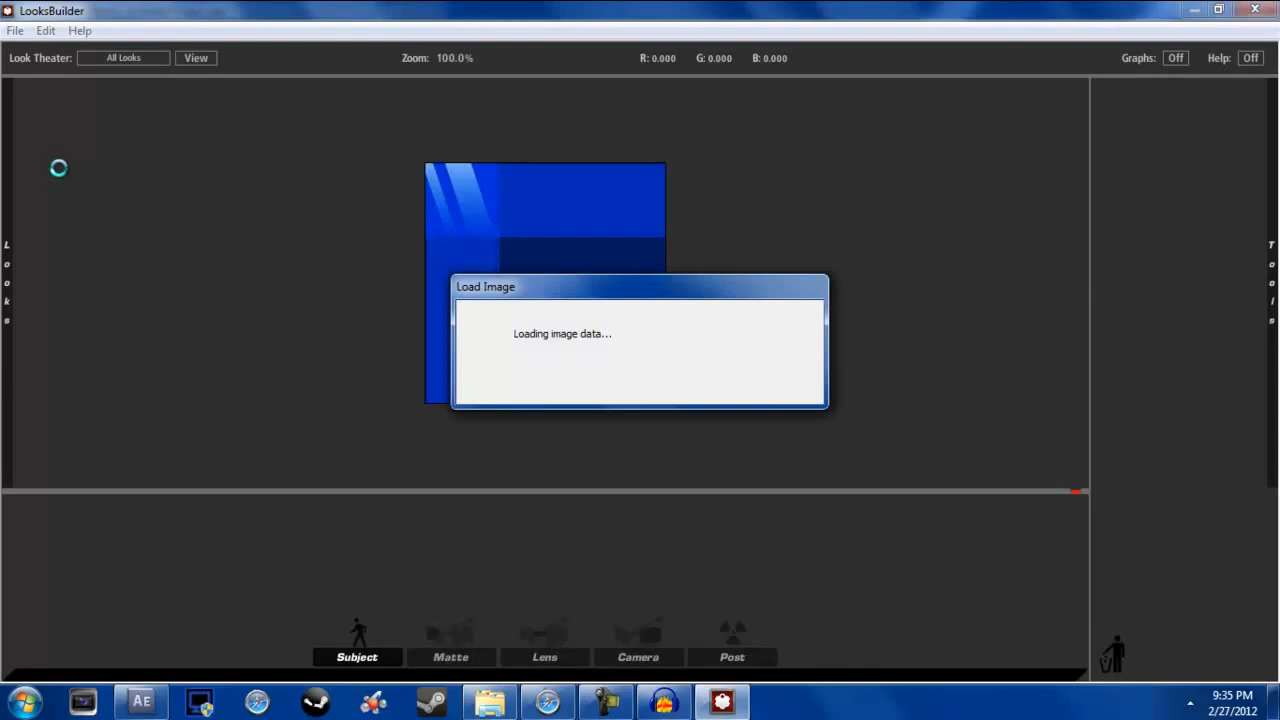 LooksBuilder
File Edit Help
Look Theater: All Looks View Zoom: 100.0% R: 0.000 G: 0.000 B: 0.000 Graphs: Off Help: Off
Looks
Tools
Load Image
Loading image data...
Subject Matte Lens Camera Post
AE
9:35 PM
2/27/2012